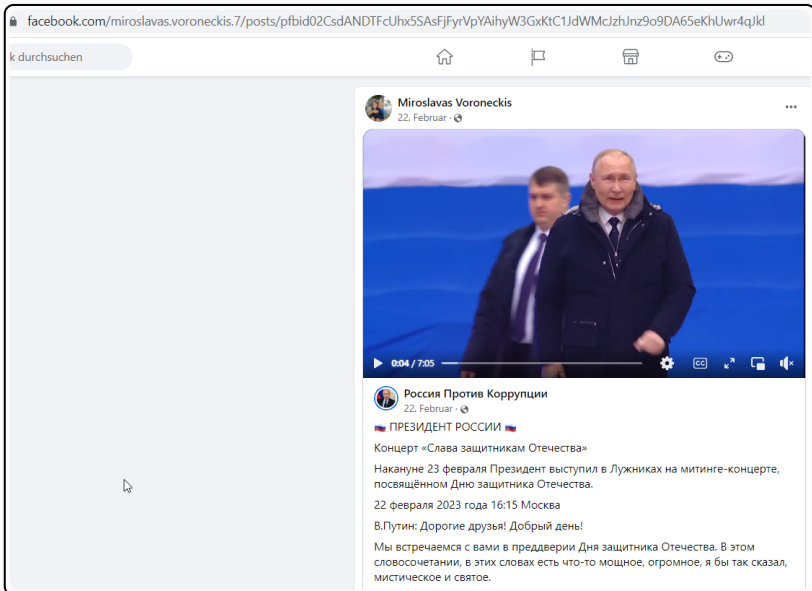 facebook.com/miroslavas.voroneckis.7/posts/pfbid02CsdANDTFcUhx5SAsFjFyrVpYAihyW3GxKtC1JdWMcJzhJnz9o9DA65eKhUwr4qJkl
k durchsuchen
Miroslavas Voroneckis
22. Februar ·
0:04 / 7:05
CC
Россия Против Коррупции
22. Februar ·
🇷🇺 ПРЕЗИДЕНТ РОССИИ 🇷🇺
Концерт «Слава защитникам Отечества»
Накануне 23 февраля Президент выступил в Лужниках на митинге-концерте,
посвящённом Дню защитника Отечества.
22 февраля 2023 года 16:15 Москва
В.Путин: Дорогие друзья! Добрый день!
Мы встречаемся с вами в преддверии Дня защитника Отечества. В этом
словосочетании, в этих словах есть что-то мощное, огромное, я бы так сказал,
мистическое и святое.